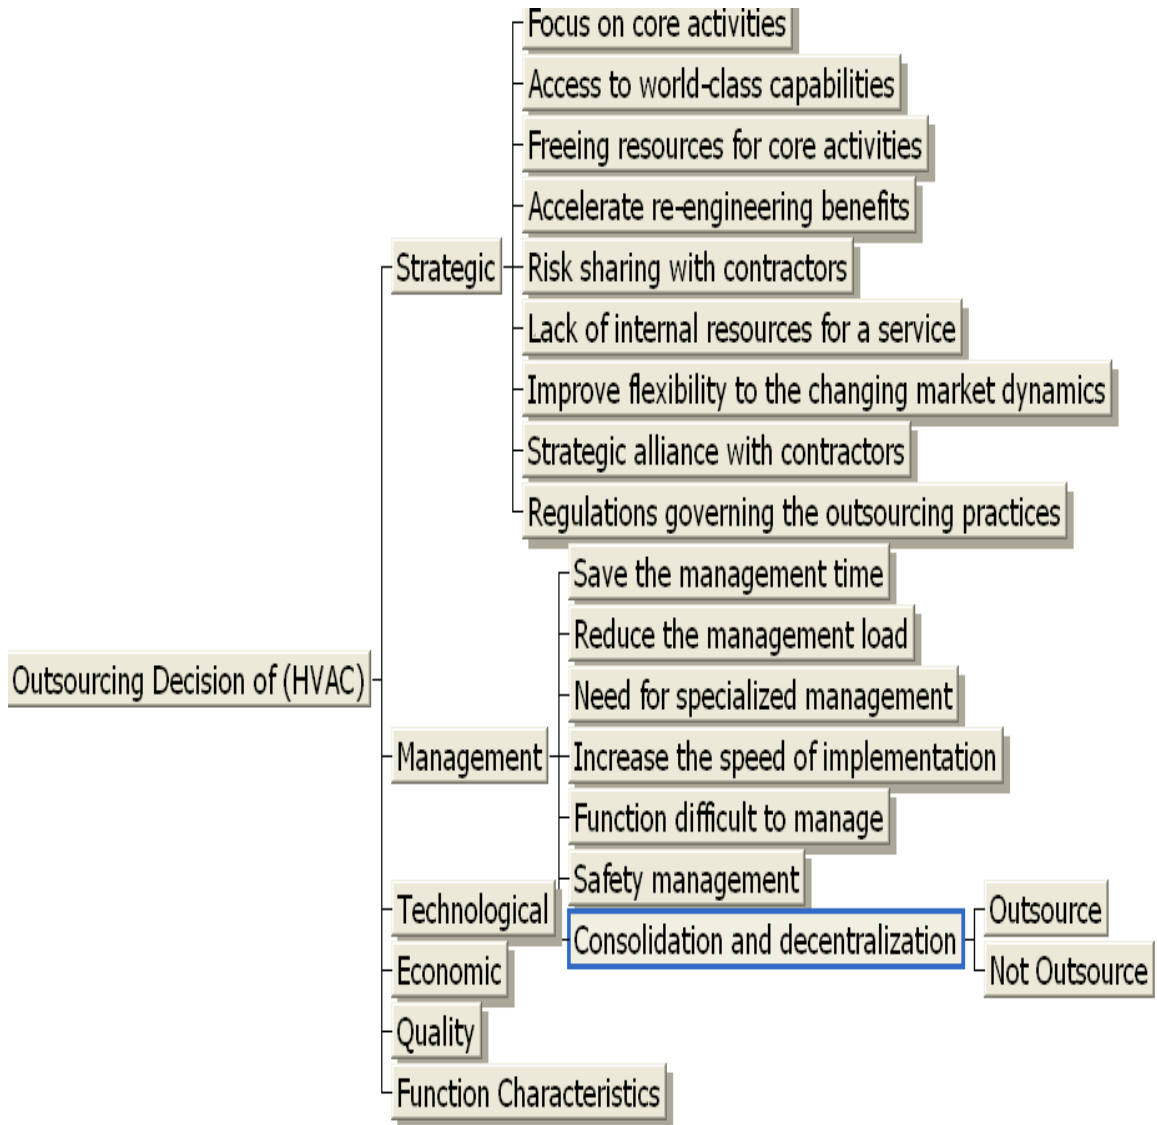 Focus on core activities
Access to world-class capabilities
Freeing resources for core activities
Accelerate re-engineering benefits
Strategic
Risk sharing with contractors
Lack of internal resources for a service
Improve flexibility to the changing market dynamics
Strategic alliance with contractors
Regulations governing the outsourcing practices
Save the management time
Reduce the management load
Outsourcing Decision of (HVAC)
Need for specialized management
Management
Increase the speed of implementation
Function difficult to manage
Safety management
Technological
Consolidation and decentralization
Outsource
Not Outsource
Economic
Quality
Function Characteristics